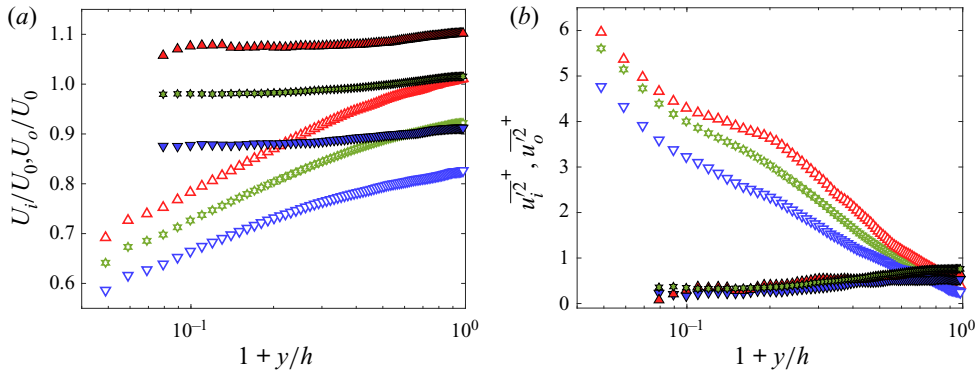 (a)
1.1
1.0
0.9
0.8
0.7
0.6
U_i/U_0, U_o/U_0
10^{-1}
10^0
1 + y/h
(b)
6
5
4
3
2
1
0
\overline{u_i'^2}^+, \overline{u_o'^2}^+
10^{-1}
10^0
1 + y/h